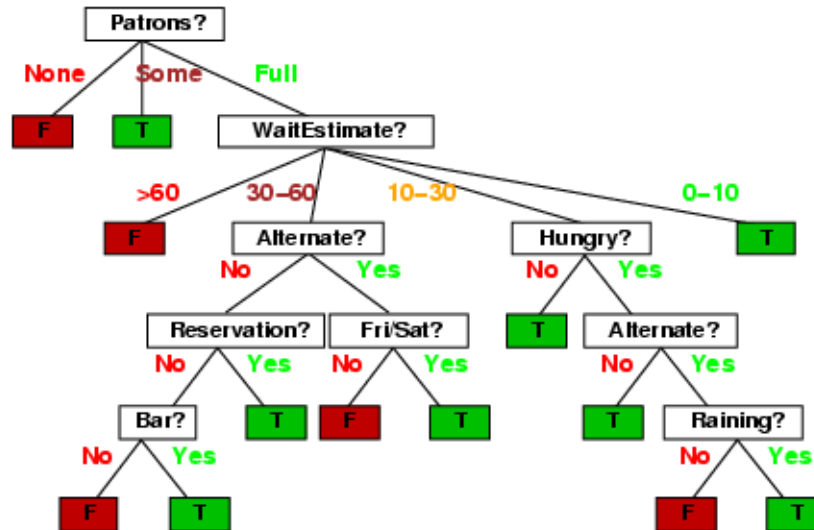 Patrons?
None Some Full
F T WaitEstimate?
>60 30–60 10–30 0–10
F Alternate? Hungry? T
No Yes No Yes
Reservation? Fri/Sat? T Alternate?
No Yes No Yes No Yes
Bar? T F T T Raining?
No Yes No Yes
F T F T